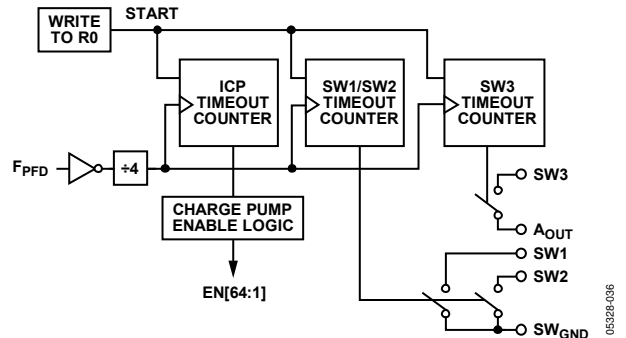 WRITE
TO R0
START
ICP
TIMEOUT
COUNTER
SW1/SW2
TIMEOUT
COUNTER
SW3
TIMEOUT
COUNTER
FPFD
÷4
CHARGE PUMP
ENABLE LOGIC
EN[64:1]
SW3
AOUT
SW1
SW2
SWGND
05328-036